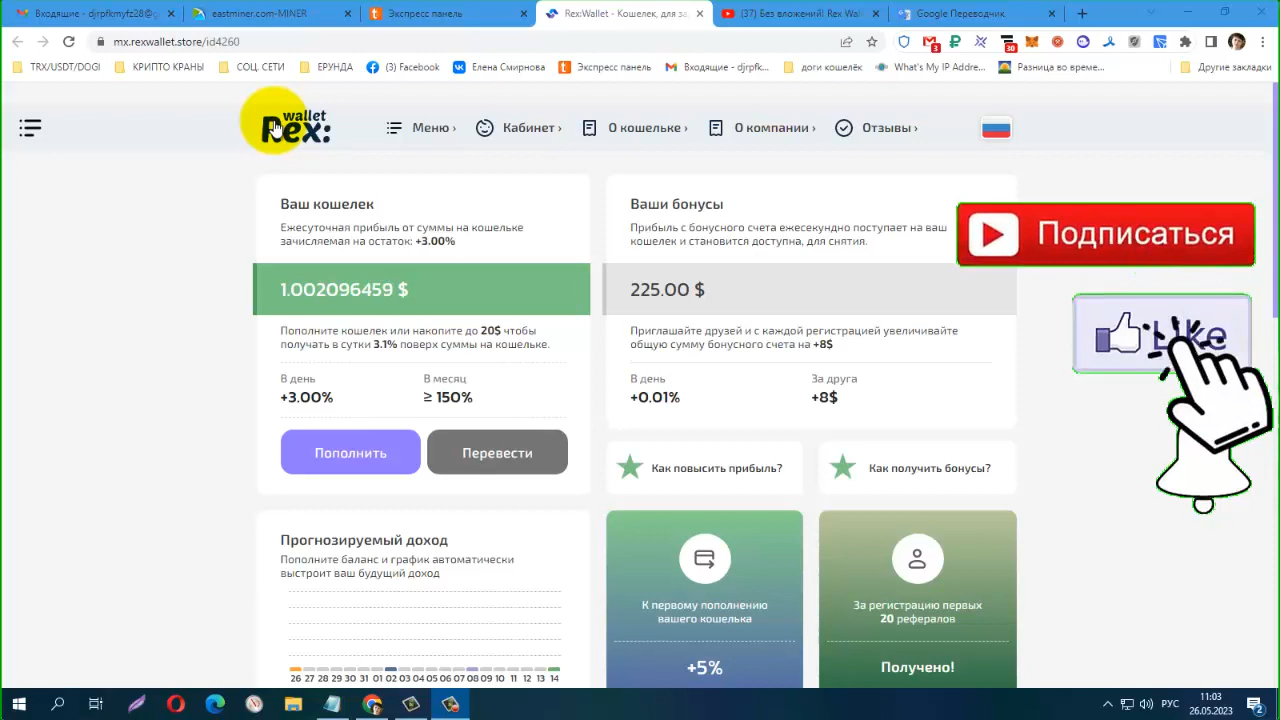 Входящие - djrpfkmyfz28@g
eastminer.com-MINER
Экспресс панель
Rex:Wallet - Кошелек, для за
(37) Без вложений! Rex Wall
Google Переводчик
mx.rexwallet.store/id4260
3
30
TRX/USDT/DOGI
КРИПТО КРАНЫ
СОЦ. СЕТИ
ЕРУНДА
(3) Facebook
Елена Смирнова
Экспресс панель
Входящие - djrpfk...
доги кошелёк
What's My IP Addre...
Разница во време...
Другие закладки
wallet
Rex:
Меню ›
Кабинет ›
О кошельке ›
О компании ›
Отзывы ›
Ваш кошелек
Ежесуточная прибыль от суммы на кошельке
зачисляемая на остаток: +3.00%
1.002096459 $
Пополните кошелек или накопите до 20$ чтобы
получать в сутки 3.1% поверх суммы на кошельке.
В день
В месяц
+3.00%
≥ 150%
Пополнить
Перевести
Ваши бонусы
Прибыль с бонусного счета ежесекундно поступает на ваш
кошелек и становится доступна, для снятия.
225.00 $
Приглашайте друзей и с каждой регистрацией увеличивайте
общую сумму бонусного счета на +8$
В день
За друга
+0.01%
+8$
Как повысить прибыль?
Как получить бонусы?
Подписаться
Like
Прогнозируемый доход
Пополните баланс и график автоматически
выстроит ваш будущий доход
26 27 28 29 30 31 01 02 03 04 05 06 07 08 09 10 11 12 13 14
К первому пополнению
вашего кошелька
+5%
За регистрацию первых
20 рефералов
Получено!
РУС
11:03
26.05.2023
2